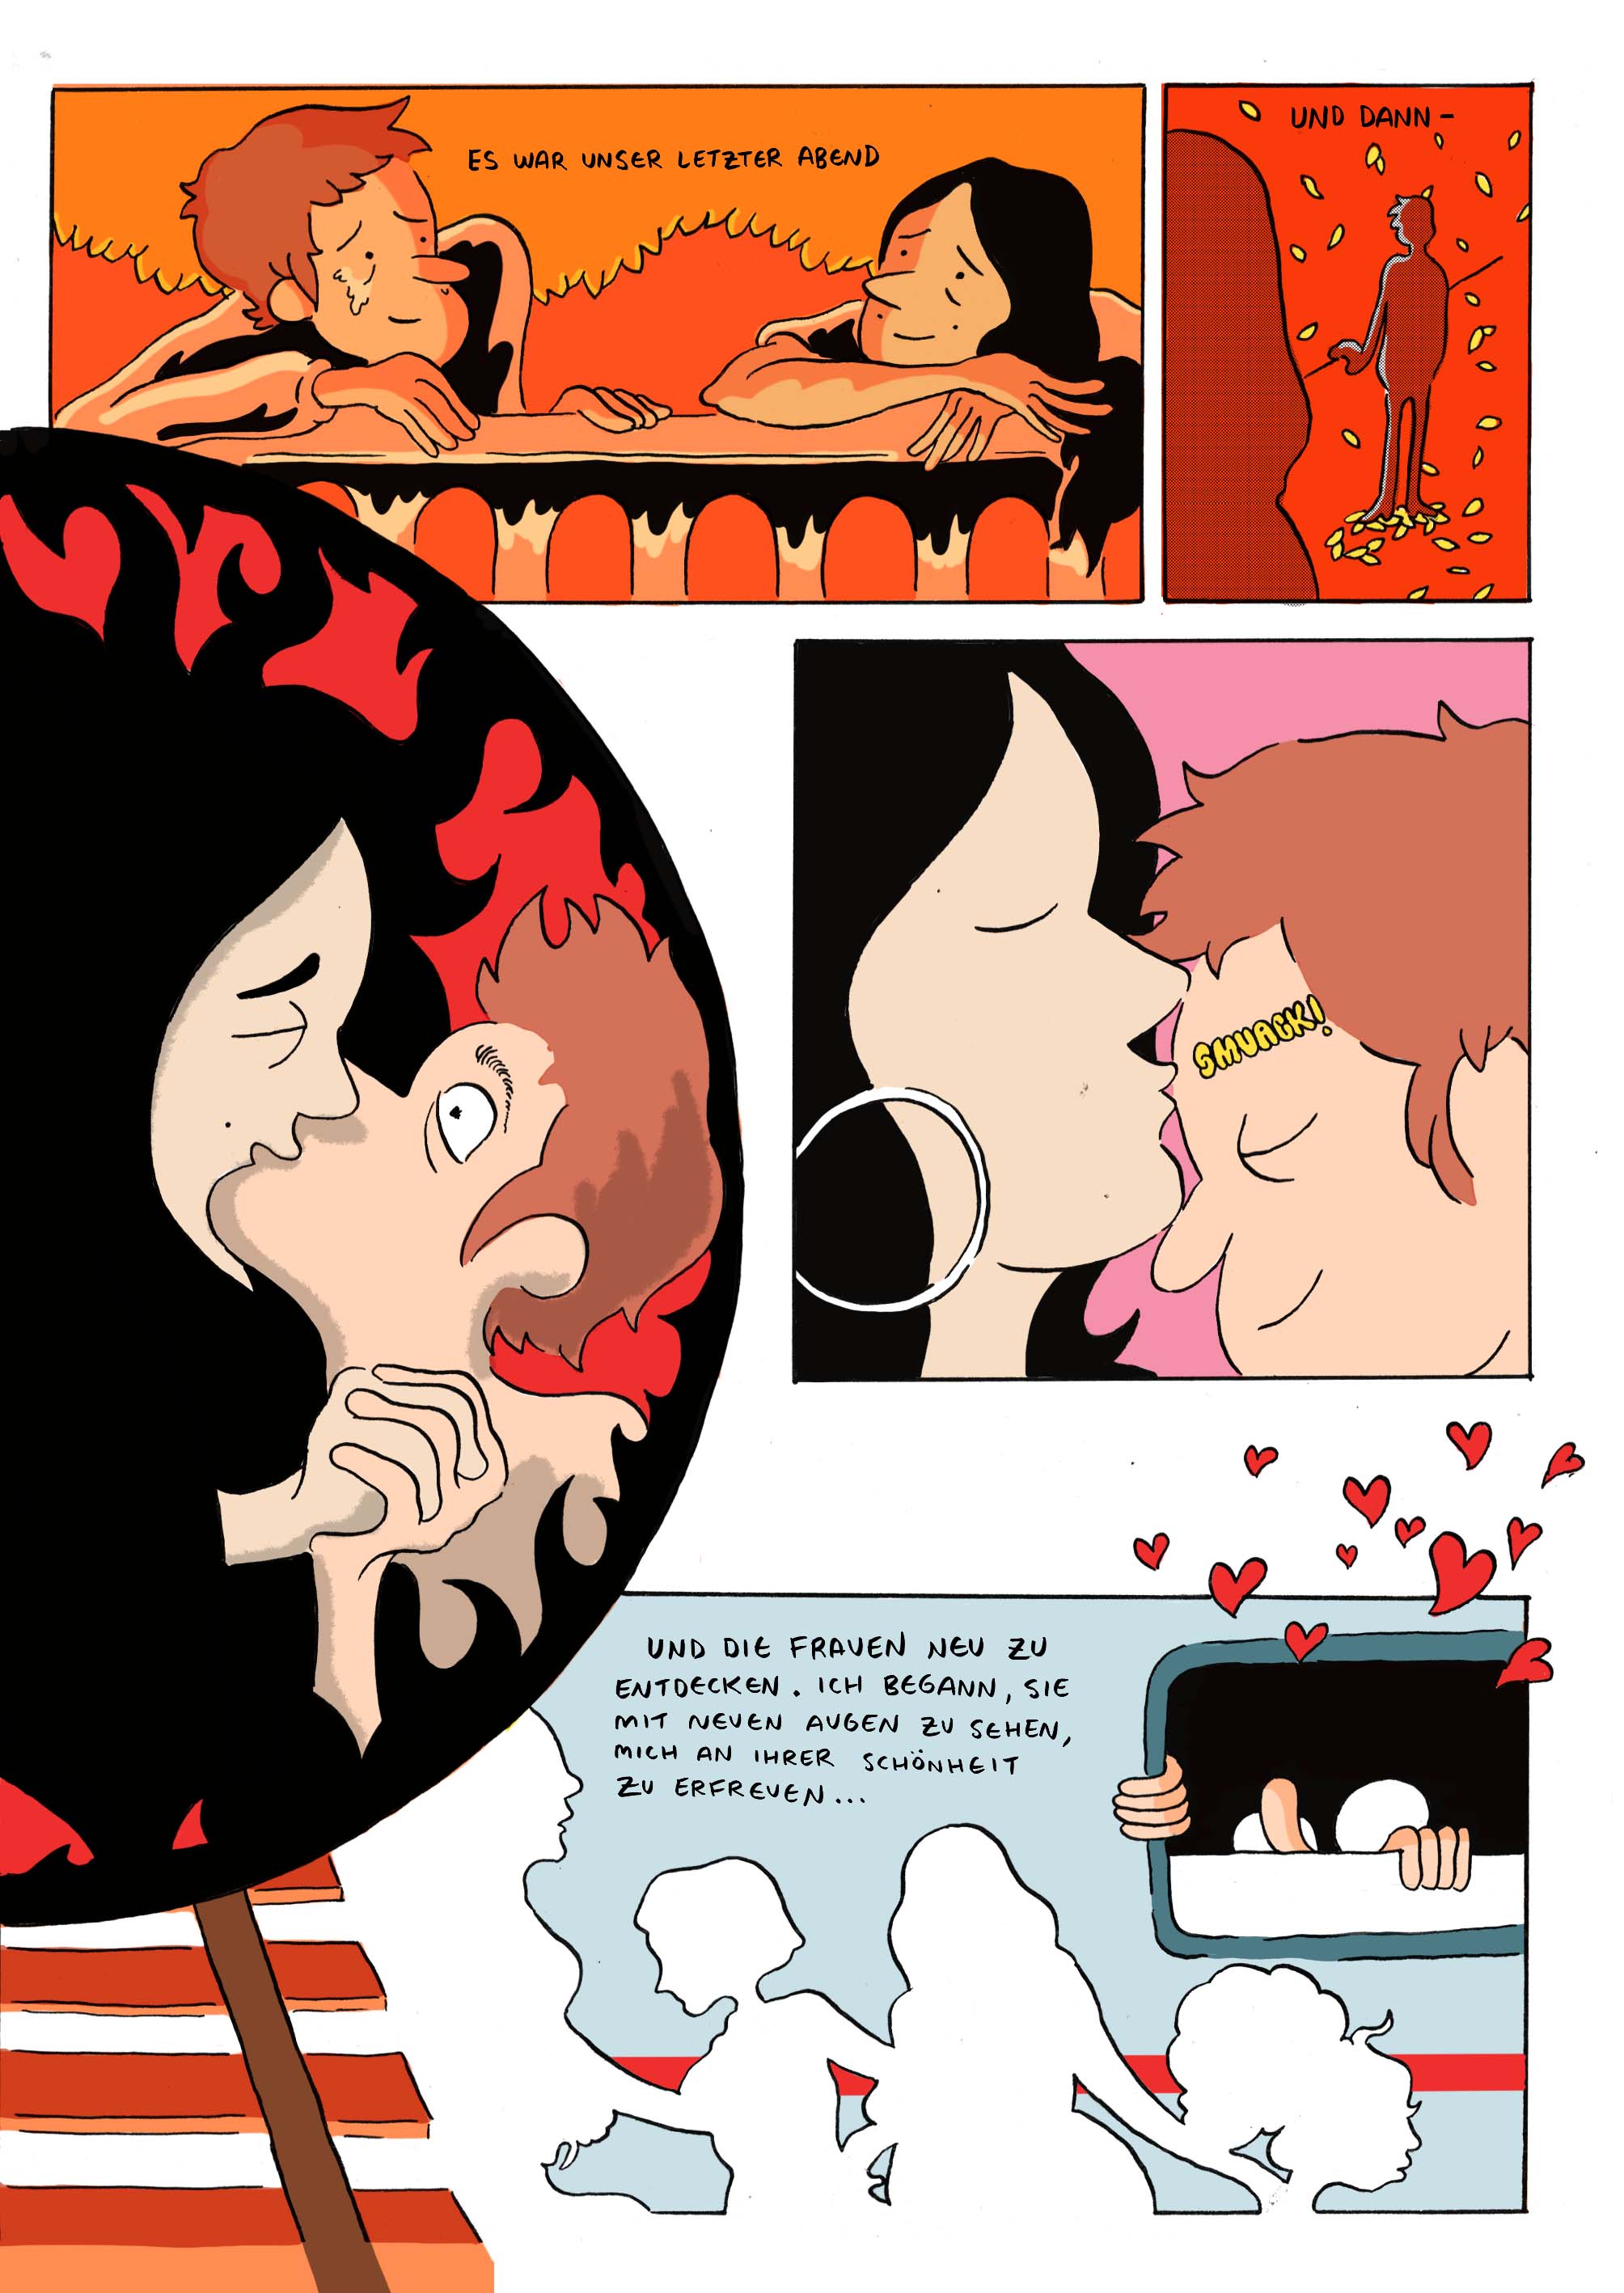 ES WAR UNSER LETZTER ABEND
UND DANN -
SMUACK!
UND DIE FRAUEN NEU ZU
ENTDECKEN. ICH BEGANN, SIE
MIT NEUEN AUGEN ZU SEHEN,
MICH AN IHRER SCHÖNHEIT
ZU ERFREUEN...